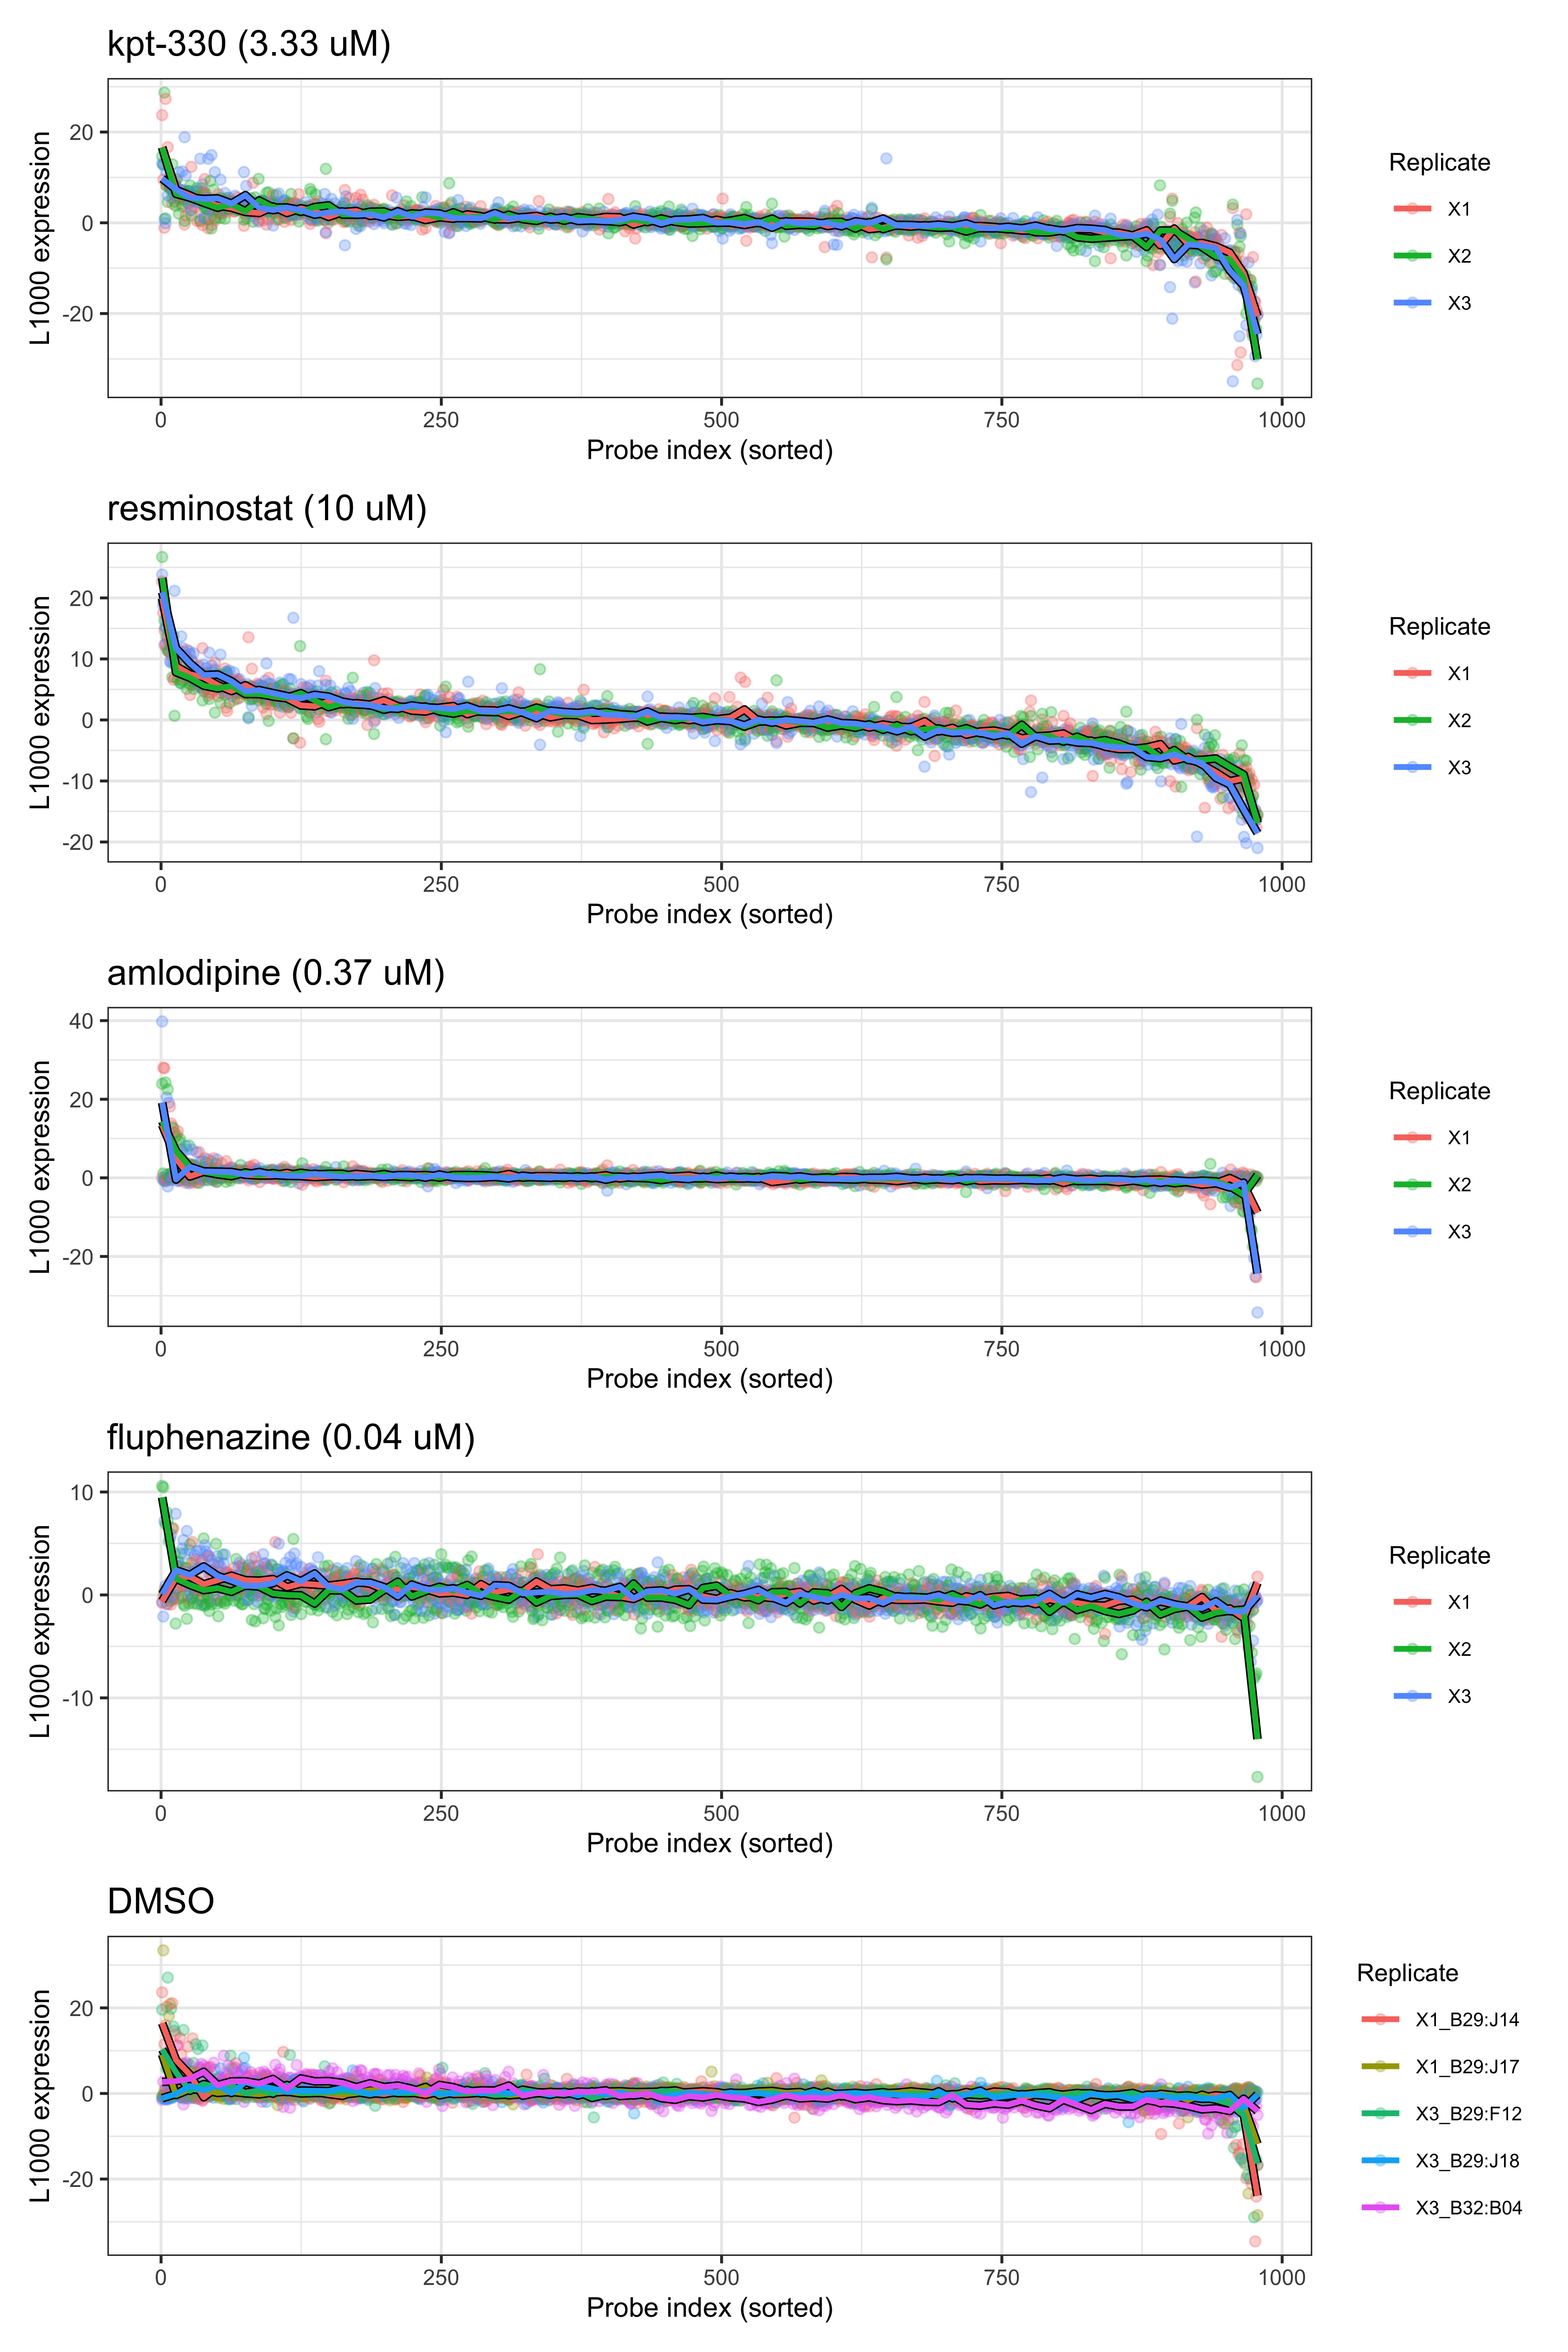 kpt-330 (3.33 uM)
20
0
-20
L1000 expression
0 250 500 750 1000
Probe index (sorted)
Replicate
X1
X2
X3
resminostat (10 uM)
20
10
0
-10
-20
L1000 expression
0 250 500 750 1000
Probe index (sorted)
Replicate
X1
X2
X3
amlodipine (0.37 uM)
40
20
0
-20
L1000 expression
0 250 500 750 1000
Probe index (sorted)
Replicate
X1
X2
X3
fluphenazine (0.04 uM)
10
0
-10
L1000 expression
0 250 500 750 1000
Probe index (sorted)
Replicate
X1
X2
X3
DMSO
20
0
-20
L1000 expression
0 250 500 750 1000
Probe index (sorted)
Replicate
X1_B29:J14
X1_B29:J17
X3_B29:F12
X3_B29:J18
X3_B32:B04